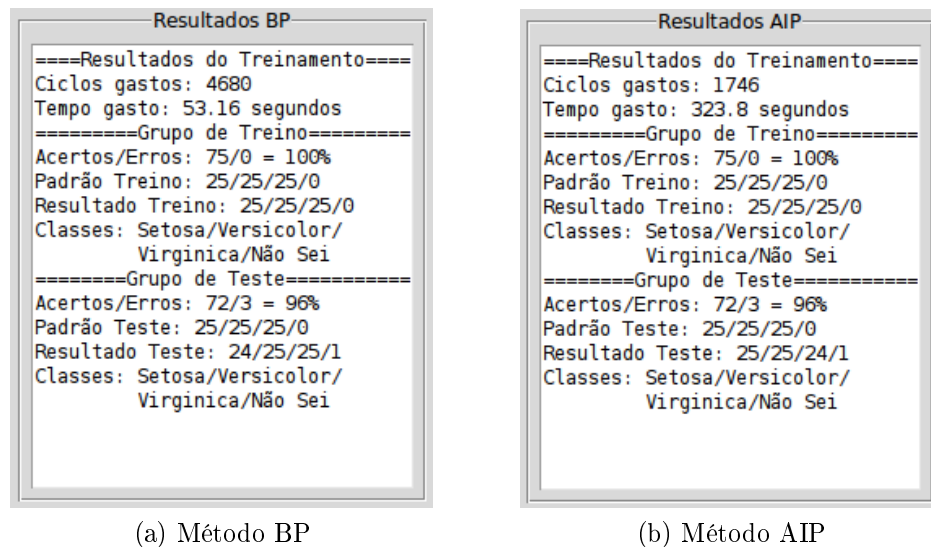 Resultados BP
====Resultados do Treinamento====
Ciclos gastos: 4680
Tempo gasto: 53.16 segundos
=========Grupo de Treino=========
Acertos/Erros: 75/0 = 100%
Padrão Treino: 25/25/25/0
Resultado Treino: 25/25/25/0
Classes: Setosa/Versicolor/
Virginica/Não Sei
========Grupo de Teste===========
Acertos/Erros: 72/3 = 96%
Padrão Teste: 25/25/25/0
Resultado Teste: 24/25/25/1
Classes: Setosa/Versicolor/
Virginica/Não Sei
(a) Método BP
Resultados AIP
====Resultados do Treinamento====
Ciclos gastos: 1746
Tempo gasto: 323.8 segundos
=========Grupo de Treino=========
Acertos/Erros: 75/0 = 100%
Padrão Treino: 25/25/25/0
Resultado Treino: 25/25/25/0
Classes: Setosa/Versicolor/
Virginica/Não Sei
========Grupo de Teste===========
Acertos/Erros: 72/3 = 96%
Padrão Teste: 25/25/25/0
Resultado Teste: 25/25/24/1
Classes: Setosa/Versicolor/
Virginica/Não Sei
(b) Método AIP